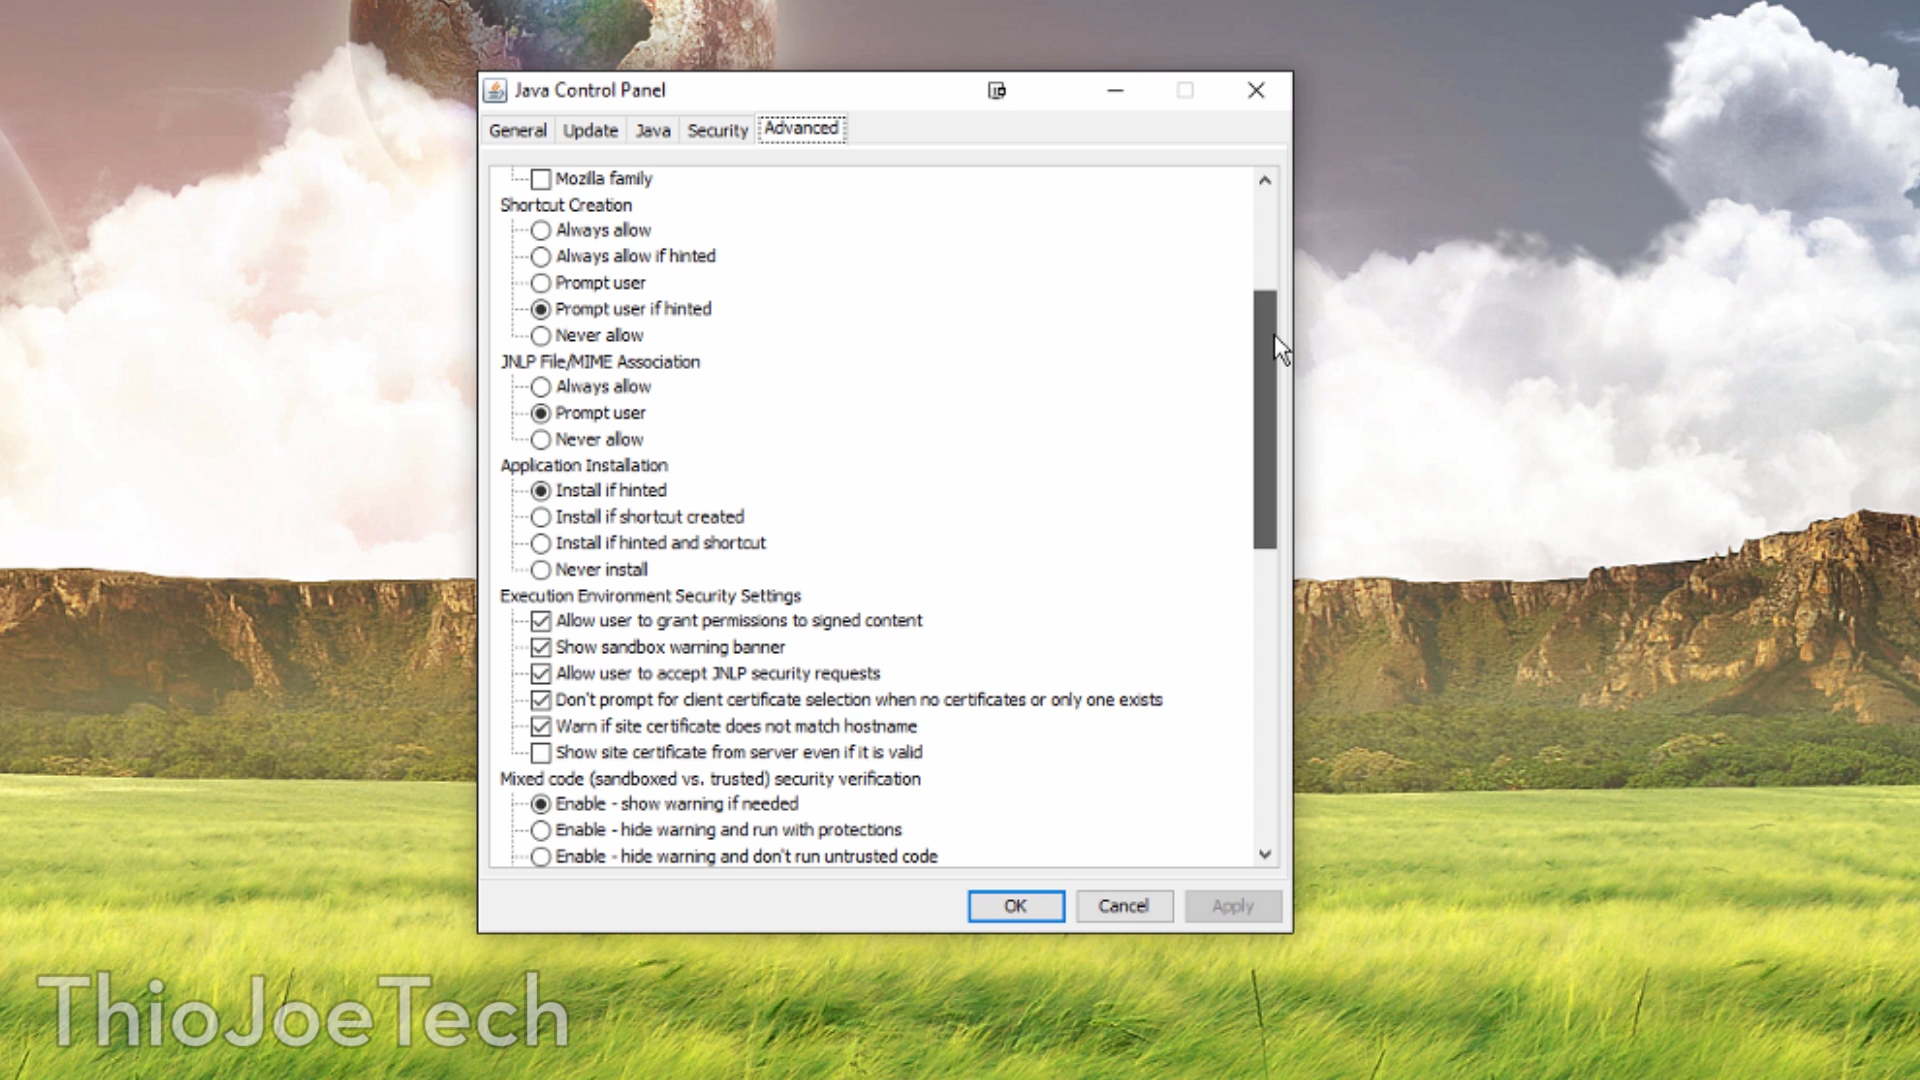 Java Control Panel
General Update Java Security Advanced
Mozilla family
Shortcut Creation
Always allow
Always allow if hinted
Prompt user
Prompt user if hinted
Never allow
JNLP File/MIME Association
Always allow
Prompt user
Never allow
Application Installation
Install if hinted
Install if shortcut created
Install if hinted and shortcut
Never install
Execution Environment Security Settings
Allow user to grant permissions to signed content
Show sandbox warning banner
Allow user to accept JNLP security requests
Don't prompt for client certificate selection when no certificates or only one exists
Warn if site certificate does not match hostname
Show site certificate from server even if it is valid
Mixed code (sandboxed vs. trusted) security verification
Enable - show warning if needed
Enable - hide warning and run with protections
Enable - hide warning and don't run untrusted code
OK Cancel Apply
ThioJoeTech